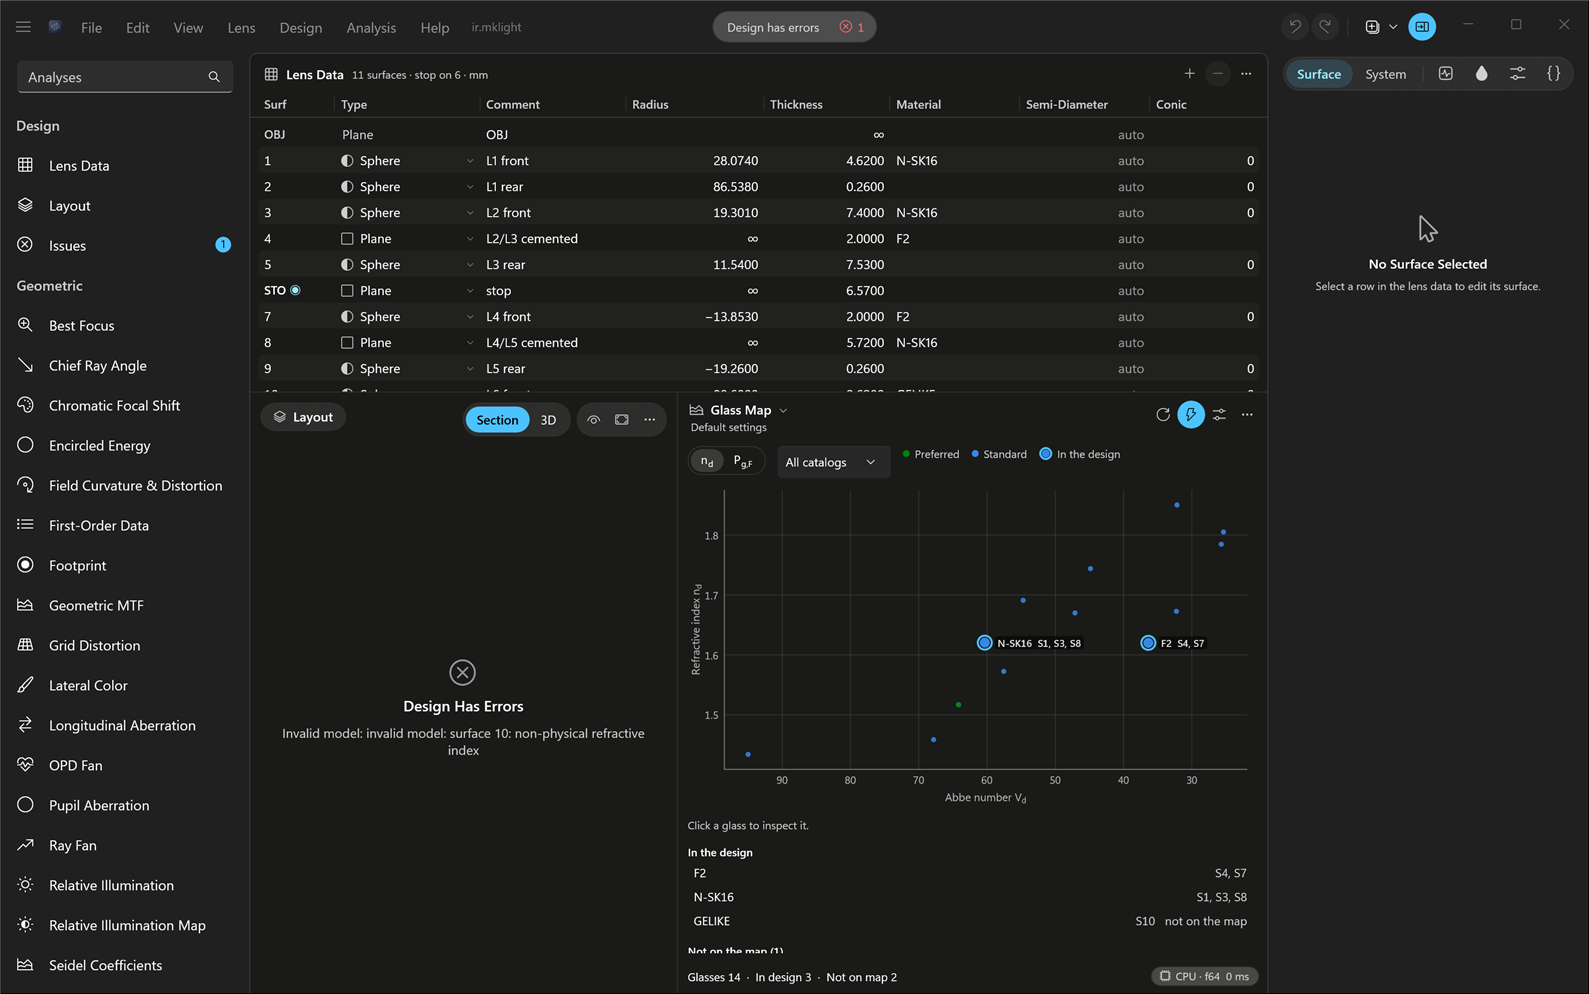 File Edit View Lens Design Analysis Help ir.mklight
Design has errors 1
Analyses
Design
Lens Data
Layout
Issues 1
Geometric
Best Focus
Chief Ray Angle
Chromatic Focal Shift
Encircled Energy
Field Curvature & Distortion
First-Order Data
Footprint
Geometric MTF
Grid Distortion
Lateral Color
Longitudinal Aberration
OPD Fan
Pupil Aberration
Ray Fan
Relative Illumination
Relative Illumination Map
Seidel Coefficients
Lens Data 11 surfaces · stop on 6 · mm
Surf Type Comment Radius Thickness Material Semi-Diameter Conic
OBJ Plane OBJ ∞ auto
1 Sphere L1 front 28.0740 4.6200 N-SK16 auto 0
2 Sphere L1 rear 86.5380 0.2600 auto 0
3 Sphere L2 front 19.3010 7.4000 N-SK16 auto 0
4 Plane L2/L3 cemented ∞ 2.0000 F2 auto
5 Sphere L3 rear 11.5400 7.5300 auto 0
STO Plane stop ∞ 6.5700 auto
7 Sphere L4 front −13.8530 2.0000 F2 auto 0
8 Plane L4/L5 cemented ∞ 5.7200 N-SK16 auto
9 Sphere L5 rear −19.2600 0.2600 auto 0
Layout
Section 3D
Design Has Errors
Invalid model: invalid model: surface 10: non-physical refractive
index
Glass Map
Default settings
nd Pg,F All catalogs Preferred Standard In the design
Refractive index nd
1.8
1.7
1.6
1.5
N-SK16 S1, S3, S8
F2 S4, S7
90 80 70 60 50 40 30
Abbe number Vd
Click a glass to inspect it.
In the design
F2 S4, S7
N-SK16 S1, S3, S8
GELIKE S10 not on the map
Not on the map (1)
Glasses 14 · In design 3 · Not on map 2
CPU · f64 0 ms
Surface System {}
No Surface Selected
Select a row in the lens data to edit its surface.